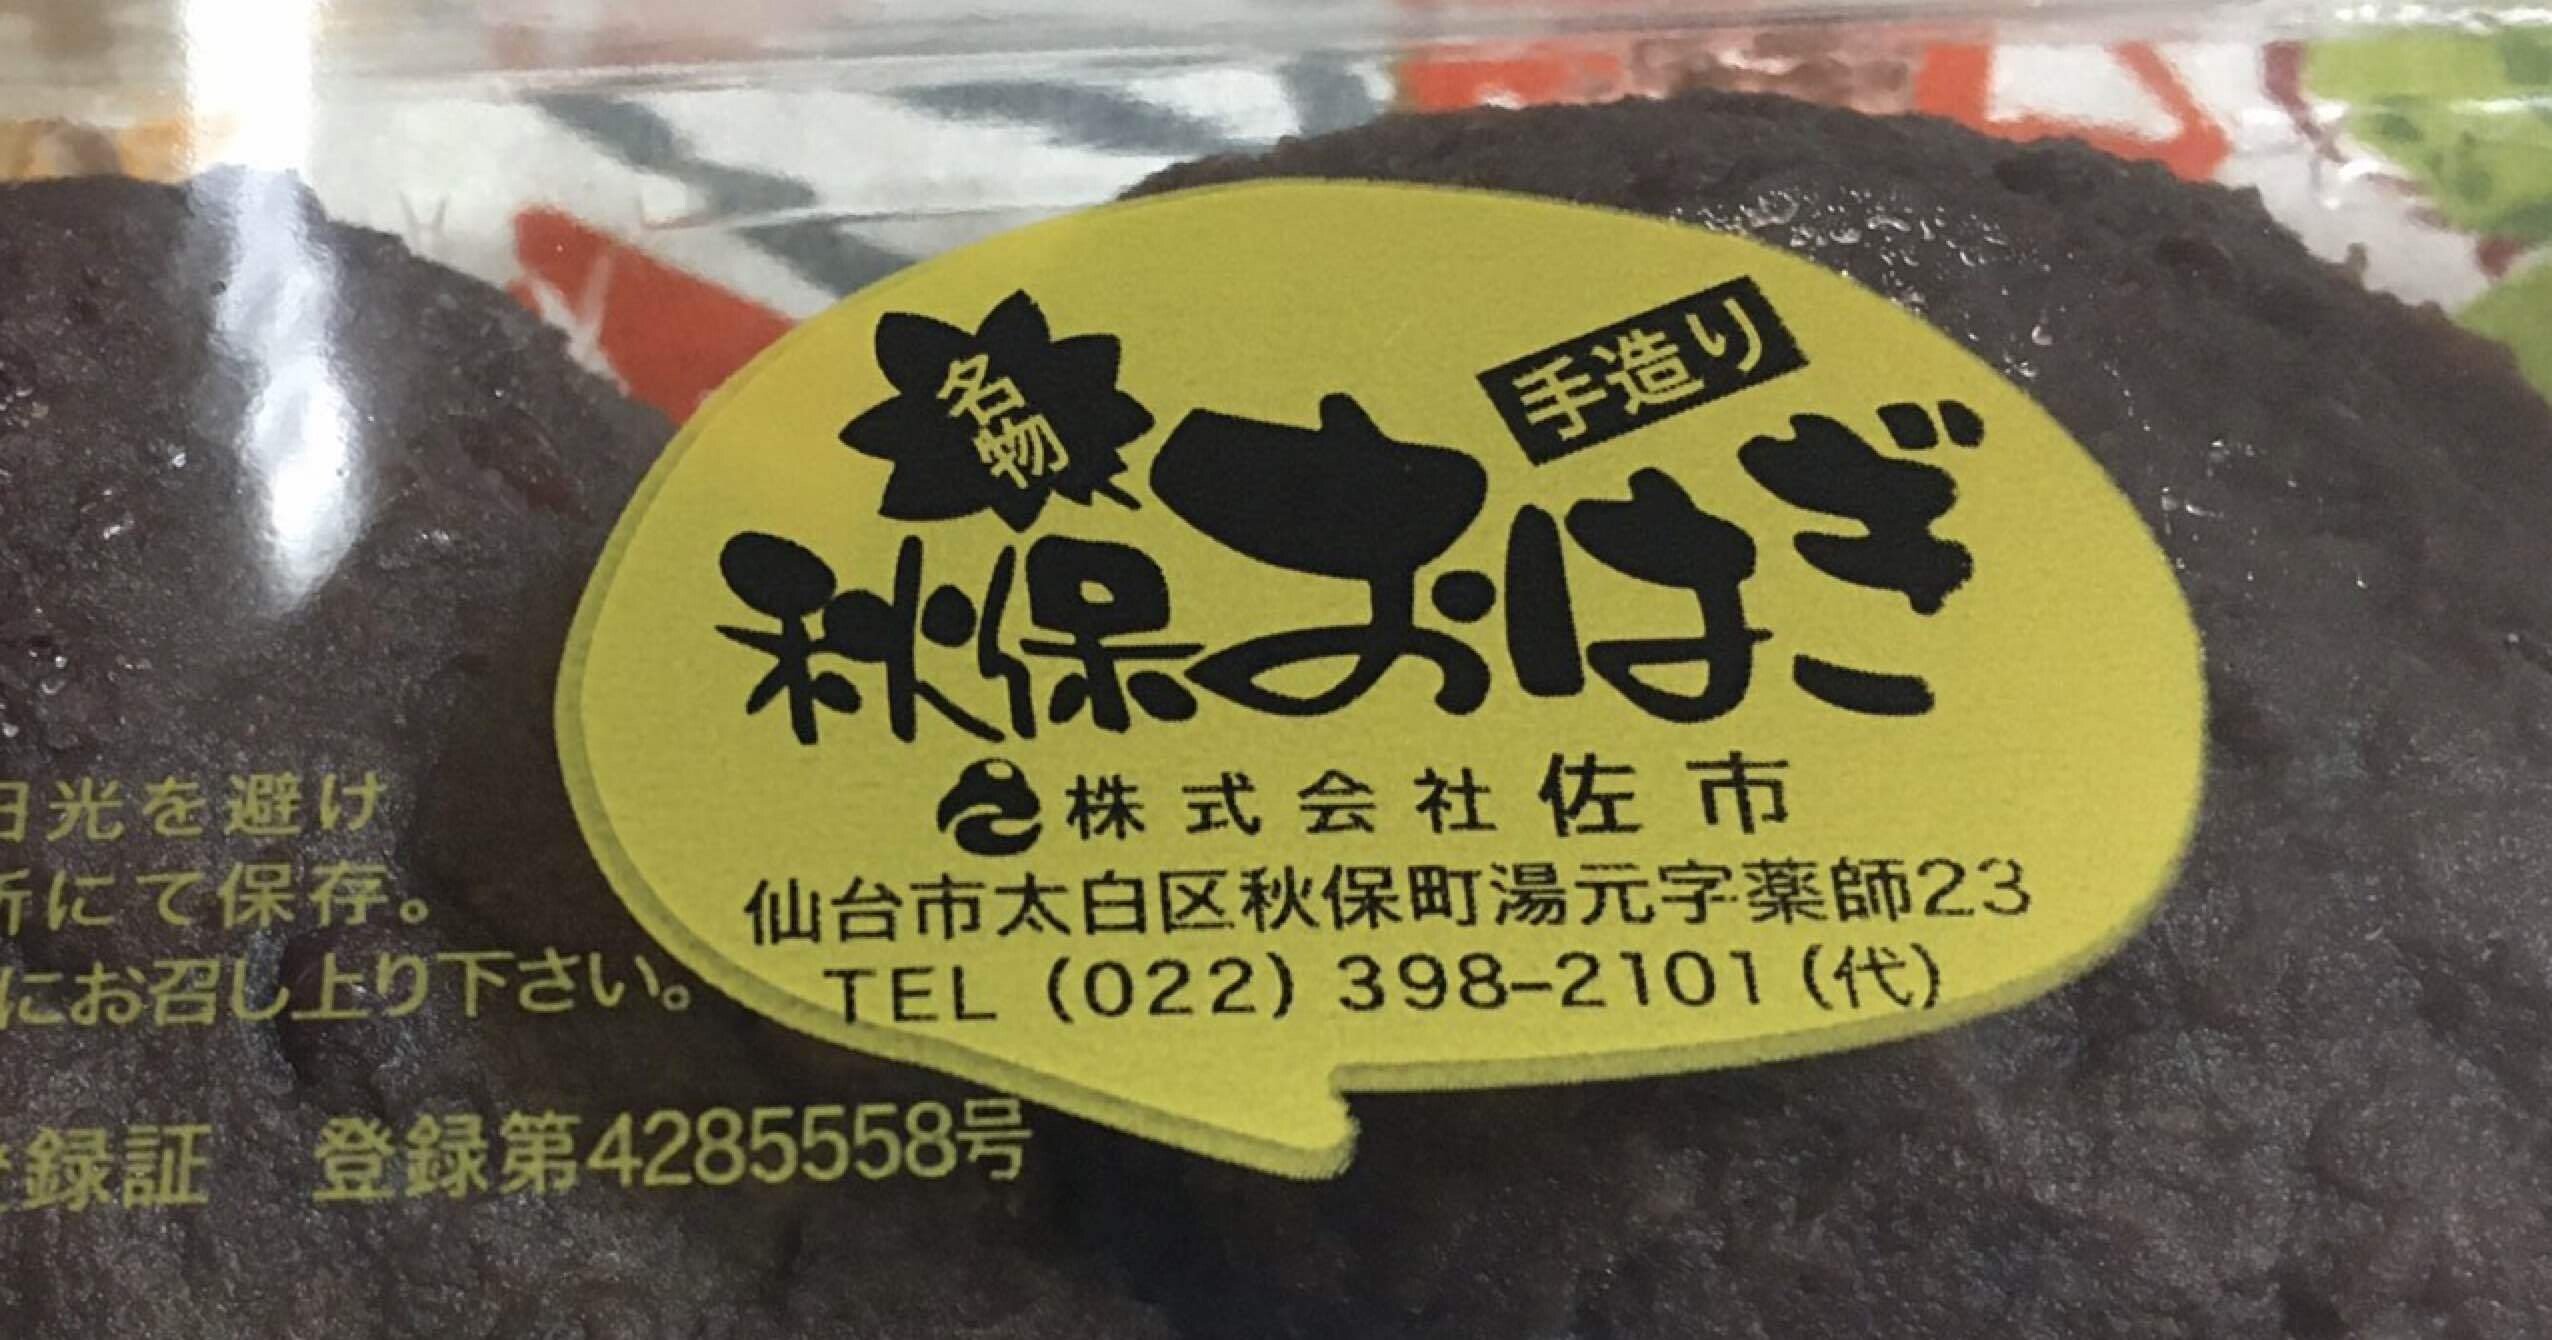 名物
手造り
秋保おはぎ
株式会社佐市
仙台市太白区秋保町湯元字薬師23
TEL (022) 398-2101 (代)
日光を避け
所にて保存。
にお召し上り下さい。
登録証 登録第4285558号